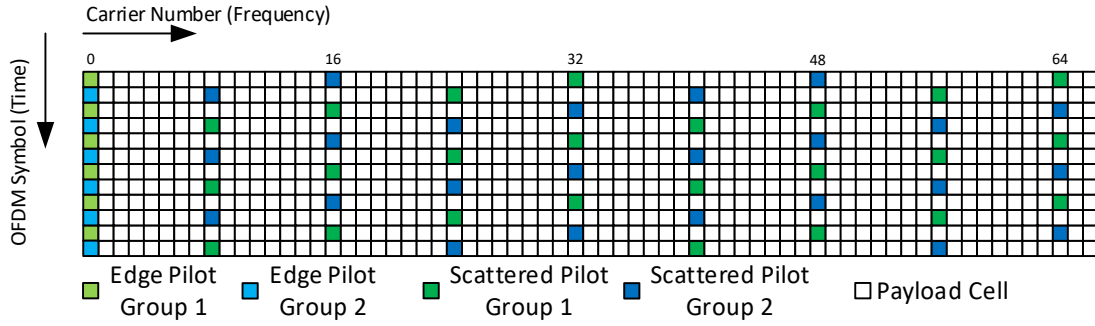 Carrier Number (Frequency)
0 16 32 48 64
OFDM Symbol (Time)
Edge Pilot Group 1
Edge Pilot Group 2
Scattered Pilot Group 1
Scattered Pilot Group 2
Payload Cell